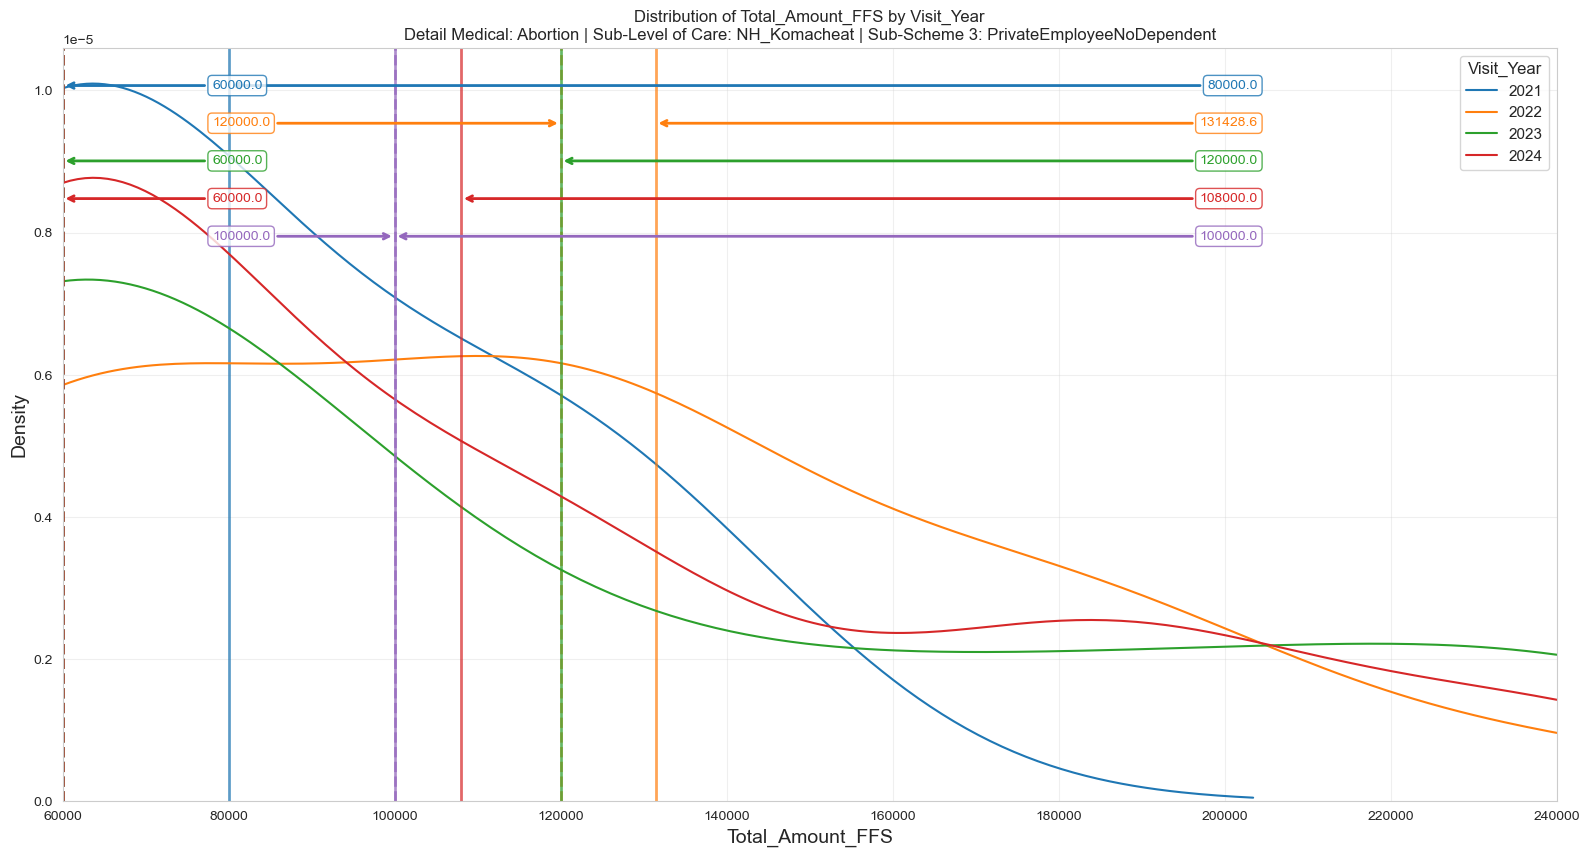 Distribution of Total_Amount_FFS by Visit_Year
Detail Medical: Abortion | Sub-Level of Care: NH_Komacheat | Sub-Scheme 3: PrivateEmployeeNoDependent
1e−5
Visit_Year
2021
2022
2023
2024
60000.0 80000.0
120000.0 131428.6
60000.0 120000.0
60000.0 108000.0
100000.0 100000.0
1.0
0.8
0.6
0.4
0.2
0.0
Density
60000 80000 100000 120000 140000 160000 180000 200000 220000 240000
Total_Amount_FFS